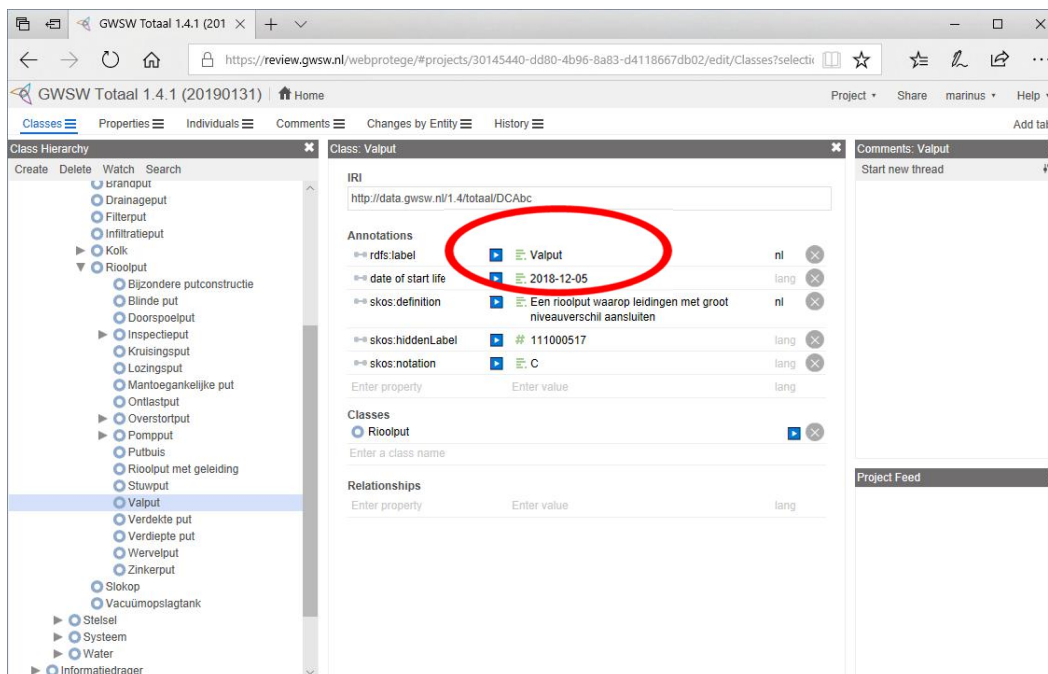 GWSW Totaal 1.4.1 (201
https://review.gwsw.nl/webprotege/#projects/30145440-dd80-4b96-8a83-d4118667db02/edit/Classes?selectic
GWSW Totaal 1.4.1 (20190131) Home Project Share marinus Help
Classes Properties Individuals Comments Changes by Entity History Add tab
Class Hierarchy
Create Delete Watch Search
Brandput
Drainageput
Filterput
Infiltratieput
Kolk
Rioolput
Bijzondere putconstructie
Blinde put
Doorspoelput
Inspectieput
Kruisingsput
Lozingsput
Mantoegankelijke put
Ontlastput
Overstortput
Pompput
Putbuis
Rioolput met geleiding
Stuwput
Valput
Verdekte put
Verdiepte put
Wervelput
Zinkerput
Slokop
Vacuümopslagtank
Stelsel
Systeem
Water
Informatiedrager
Class: Valput
IRI
http://data.gwsw.nl/1.4/totaal/DCAbc
Annotations
rdfs:label Valput nl
date of start life 2018-12-05 lang
skos:definition Een rioolput waarop leidingen met groot nl
niveauverschil aansluiten
skos:hiddenLabel # 111000517 lang
skos:notation C lang
Enter property Enter value lang
Classes
Rioolput
Enter a class name
Relationships
Enter property Enter value lang
Comments: Valput
Start new thread
Project Feed